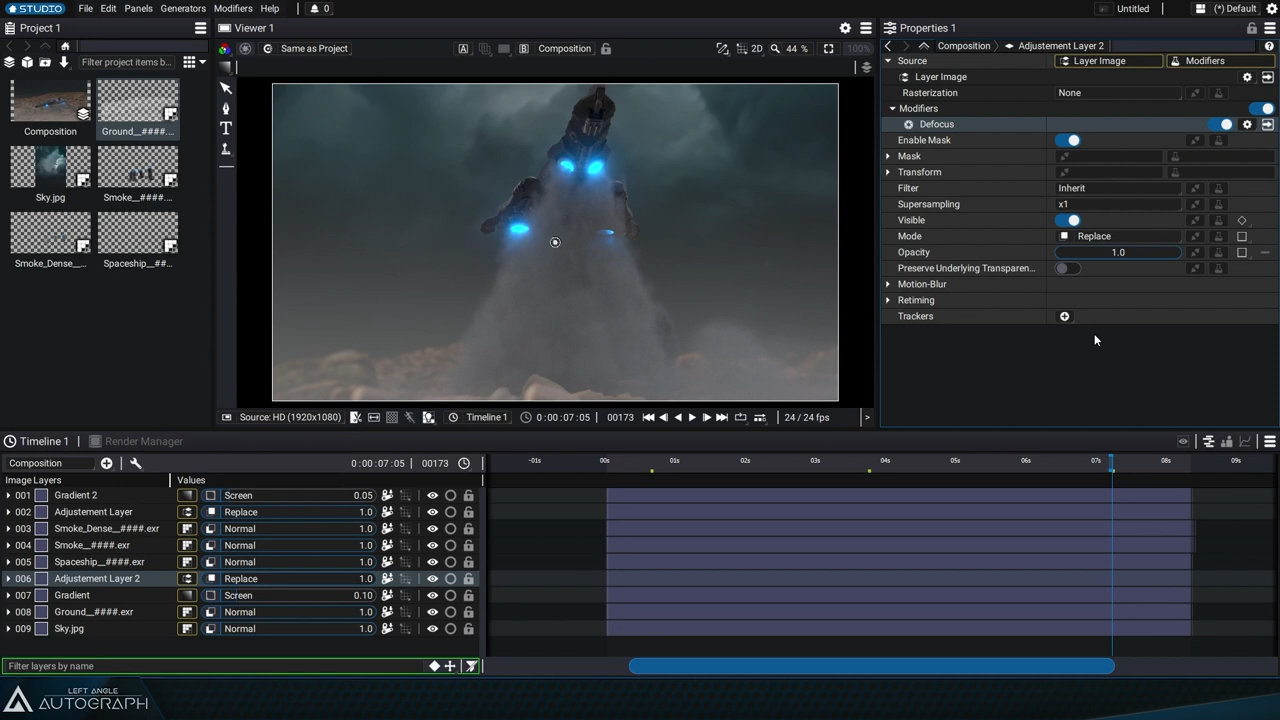 STUDIO File Edit Panels Generators Modifiers Help 0 Untitled (*) Default
Project 1
Filter project items b...
Composition
Ground__####....
Sky.jpg
Smoke__####....
Smoke_Dense__...
Spaceship__##...
Viewer 1
Same as Project A B Composition 2D 44 % 100%
T
Source: HD (1920x1080) Timeline 1 0:00:07:05 00173 24 / 24 fps >
Properties 1
Composition Adjustement Layer 2 ?
Source Layer Image Modifiers
Layer Image
Rasterization None
Modifiers
Defocus
Enable Mask
Mask
Transform
Filter Inherit
Supersampling x1
Visible
Mode Replace
Opacity 1.0
Preserve Underlying Transparen...
Motion-Blur
Retiming
Trackers
Timeline 1 Render Manager
Composition 0:00:07:05 00173
-01s 00s 01s 02s 03s 04s 05s 06s 07s 08s 09s
Image Layers Values
001 Gradient 2 Screen 0.05
002 Adjustement Layer Replace 1.0
003 Smoke_Dense__####.exr Normal 1.0
004 Smoke__####.exr Normal 1.0
005 Spaceship__####.exr Normal 1.0
006 Adjustement Layer 2 Replace 1.0
007 Gradient Screen 0.10
008 Ground__####.exr Normal 1.0
009 Sky.jpg Normal 1.0
Filter layers by name
LEFT ANGLE
AUTOGRAPH